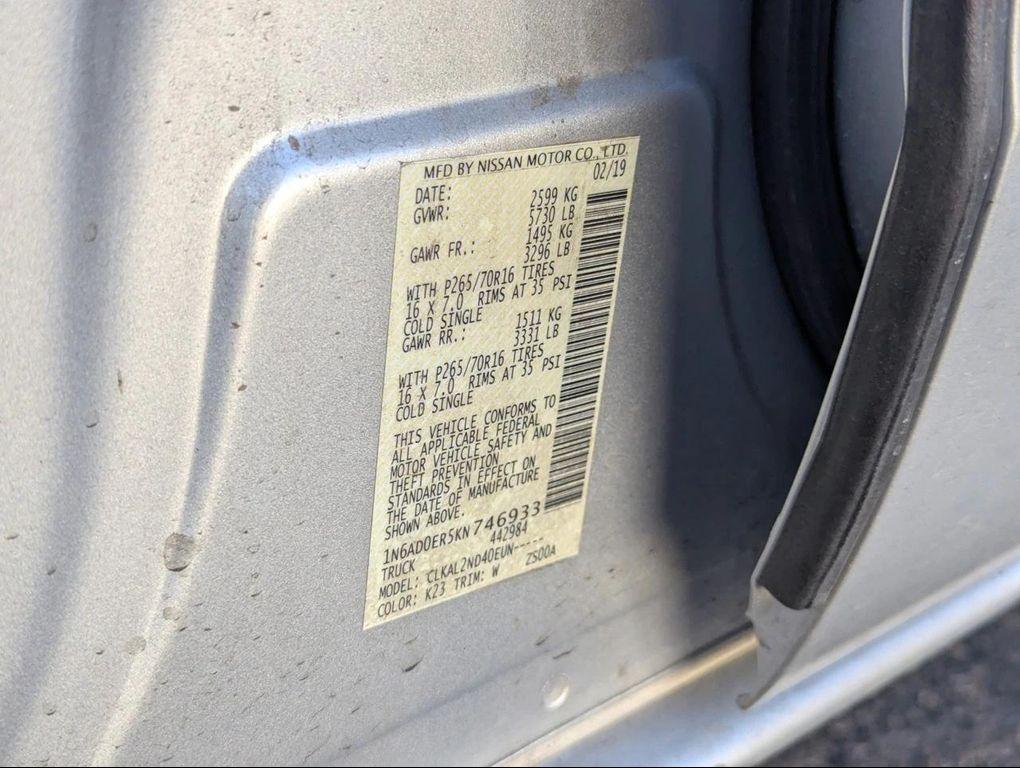 MFD BY NISSAN MOTOR CO., LTD.
DATE: 02/19
GVWR: 2599 KG
5730 LB
GAWR FR.: 1495 KG
3296 LB
WITH P265/70R16 TIRES
16 X 7.0 RIMS AT 35 PSI
COLD SINGLE
GAWR RR.: 1511 KG
3331 LB
WITH P265/70R16 TIRES
16 X 7.0 RIMS AT 35 PSI
COLD SINGLE
THIS VEHICLE CONFORMS TO
ALL APPLICABLE FEDERAL
MOTOR VEHICLE SAFETY AND
THEFT PREVENTION
STANDARDS IN EFFECT ON
THE DATE OF MANUFACTURE
SHOWN ABOVE.
1N6AD0ER5KN746933
TRUCK 442984
MODEL: CLKAL2ND40EUN-----
COLOR: K23 TRIM: W ZS00A